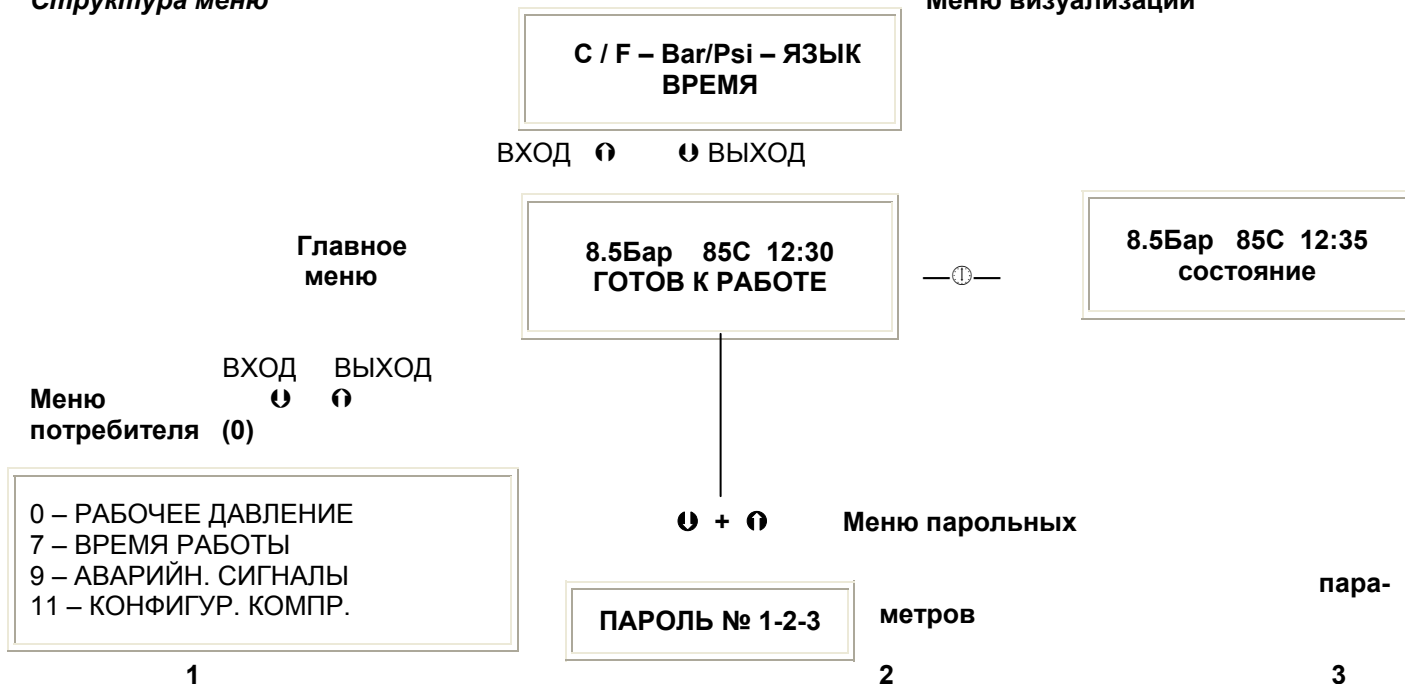 Структура меню
Меню визуализации
C / F – Bar/Psi – ЯЗЫК
ВРЕМЯ
ВХОД ВЫХОД
Главное
меню
8.5Бар 85C 12:30
ГОТОВ К РАБОТЕ
8.5Бар 85C 12:35
состояние
ВХОД ВЫХОД
Меню
потребителя (0)
0 – РАБОЧЕЕ ДАВЛЕНИЕ
7 – ВРЕМЯ РАБОТЫ
9 – АВАРИЙН. СИГНАЛЫ
11 – КОНФИГУР. КОМПР.
+ Меню парольных
пара-
метров
ПАРОЛЬ № 1-2-3
1 2 3